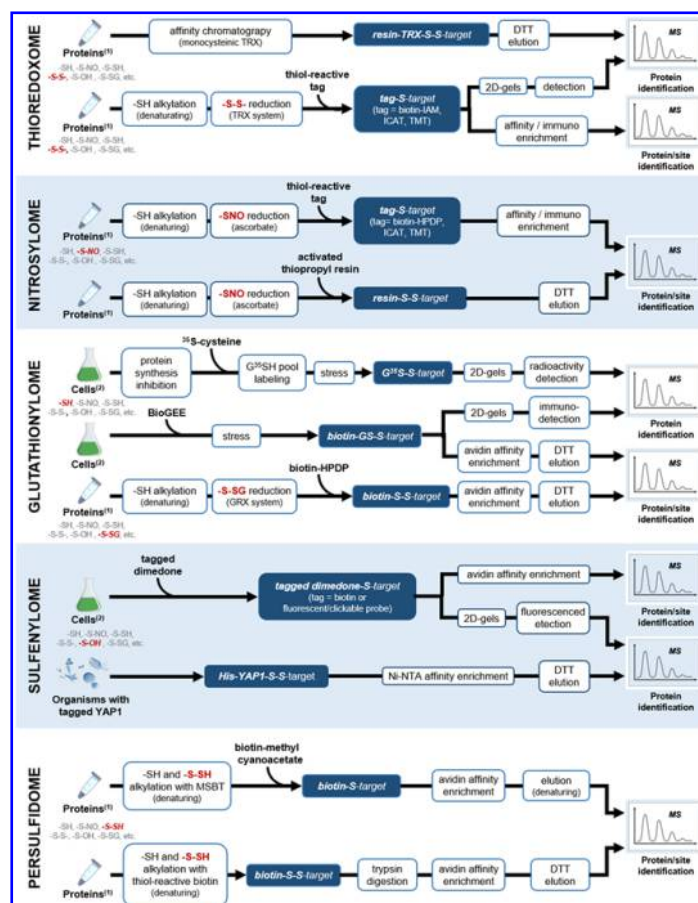 THIOREDOXOME
Proteins(1)
-SH, -S-NO, -S-SH,
-S-S-, -S-OH , -S-SG, etc.
affinity chromatograpy
(monocysteinic TRX)
resin-TRX-S-S-target
DTT
elution
MS
Protein
identification
Proteins(1)
-SH, -S-NO, -S-SH,
-S-S-, -S-OH , -S-SG, etc.
-SH alkylation
(denaturating)
-S-S- reduction
(TRX system)
thiol-reactive
tag
tag-S-target
(tag = biotin-IAM,
ICAT, TMT)
2D-gels
detection
affinity / immuno
enrichment
MS
Protein/site
identification
NITROSYLOME
Proteins(1)
-SH, -S-NO, -S-SH,
-S-S-, -S-OH , -S-SG, etc.
-SH alkylation
(denaturing)
-SNO reduction
(ascorbate)
thiol-reactive
tag
tag-S-target
(tag= biotin-HPDP,
ICAT, TMT)
affinity / immuno
enrichment
Proteins(1)
-SH alkylation
(denaturing)
-SNO reduction
(ascorbate)
activated
thiopropyl resin
resin-S-S-target
DTT
elution
MS
Protein/site
identification
GLUTATHIONYLOME
Cells(2)
-SH, -S-NO, -S-SH,
-S-S-, -S-OH , -S-SG, etc.
protein
synthesis
inhibition
35S-cysteine
G35SH pool
labeling
stress
G35S-S-target
2D-gels
radioactivity
detection
MS
Protein
identification
Cells(2)
BioGEE
stress
biotin-GS-S-target
2D-gels
immuno-
detection
avidin affinity
enrichment
DTT
elution
Proteins(1)
-SH, -S-NO, -S-SH,
-S-S-, -S-OH , -S-SG, etc.
-SH alkylation
(denaturing)
-S-SG reduction
(GRX system)
biotin-HPDP
biotin-S-S-target
avidin affinity
enrichment
DTT
elution
MS
Protein/site
identification
SULFENYLOME
Cells(2)
-SH, -S-NO, -S-SH,
-S-S-, -S-OH , -S-SG, etc.
tagged
dimedone
tagged dimedone-S-target
(tag = biotin or
fluorescent/clickable probe)
avidin affinity enrichment
MS
Protein/site
identification
2D-gels
fluorescenced
etection
Organisms with
tagged YAP1
His-YAP1-S-S-target
Ni-NTA affinity enrichment
DTT
elution
MS
Protein
identification
PERSULFIDOME
Proteins(1)
-SH, -S-NO, -S-SH
-S-S-, -S-OH , -S-SG, etc.
-SH and -S-SH
alkylation with MSBT
(denaturing)
biotin-methyl
cyanoacetate
biotin-S-target
avidin affinity
enrichment
elution
(denaturing)
Proteins(1)
-SH and -S-SH
alkylation with
thiol-reactive biotin
(denaturing)
biotin-S-S-target
trypsin
digestion
avidin affinity
enrichment
DTT
elution
MS
Protein/site
identification